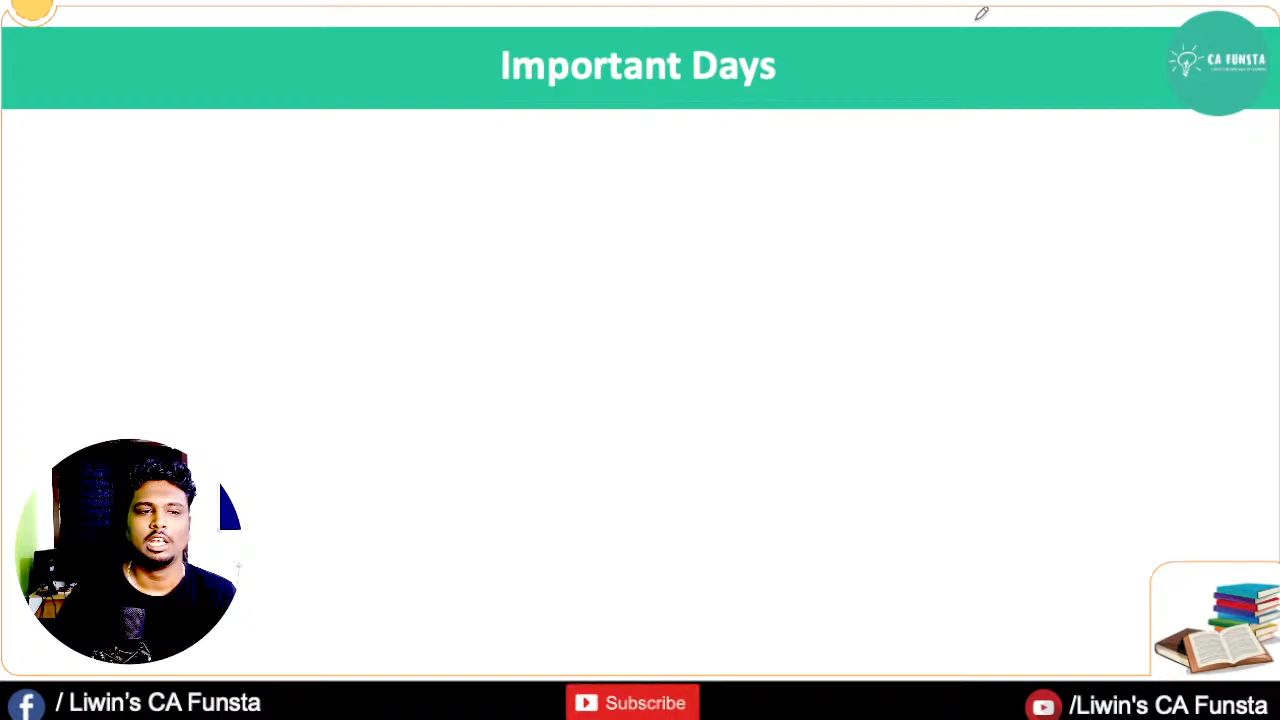 Important Days
CA FUNSTA
/ Liwin's CA Funsta
Subscribe
/Liwin's CA Funsta